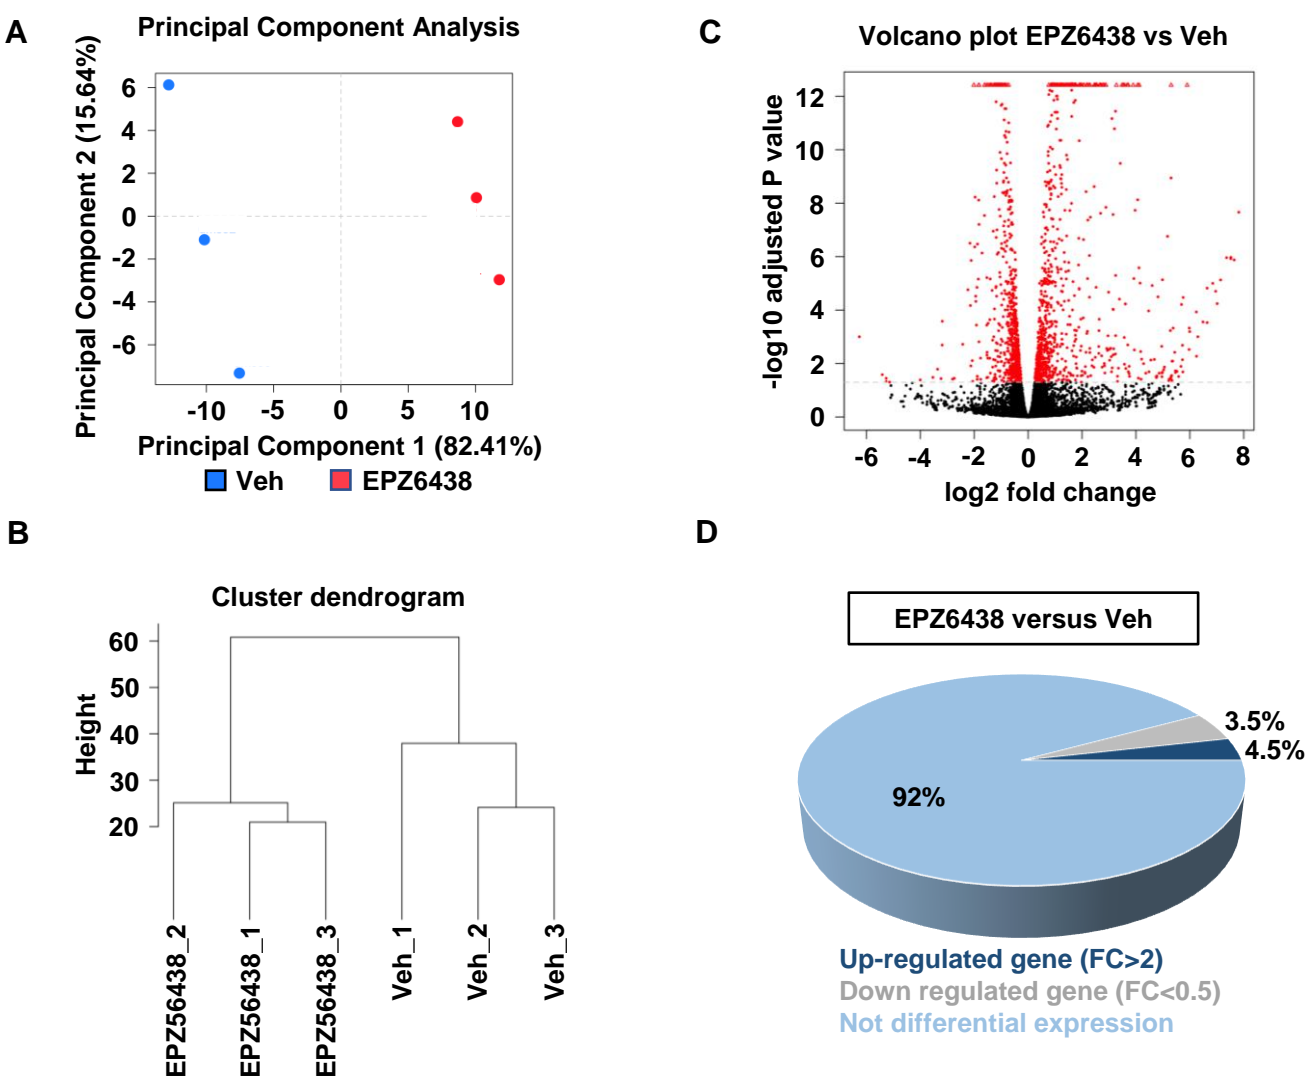 A
Principal Component Analysis
Principal Component 2 (15.64%)
6
4
2
0
-2
-4
-6
-10
-5
0
5
10
Principal Component 1 (82.41%)
Veh
EPZ6438
C
Volcano plot EPZ6438 vs Veh
-log10 adjusted P value
12
10
8
6
4
2
0
-6
-4
-2
0
2
4
6
8
log2 fold change
B
Cluster dendrogram
Height
60
50
40
30
20
EPZ56438_2
EPZ56438_1
EPZ56438_3
Veh_1
Veh_2
Veh_3
D
EPZ6438 versus Veh
3.5%
4.5%
92%
Up-regulated gene (FC>2)
Down regulated gene (FC<0.5)
Not differential expression